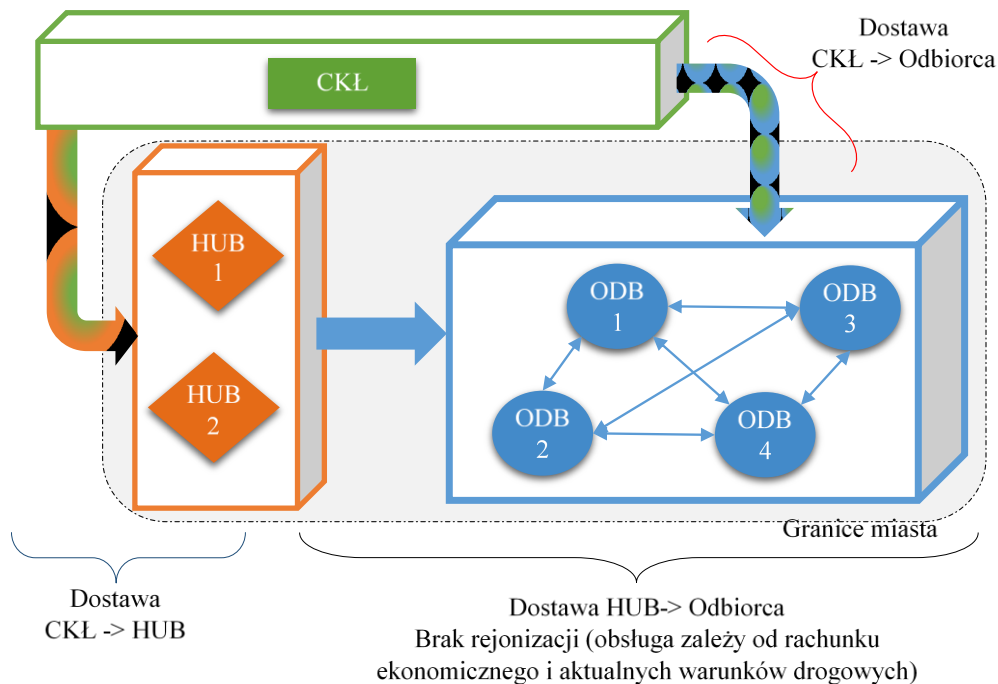 Dostawa
CKŁ -> Odbiorca
CKŁ
HUB
1
HUB
2
ODB
1
ODB
3
ODB
2
ODB
4
Granice miasta
Dostawa
CKŁ -> HUB
Dostawa HUB-> Odbiorca
Brak rejonizacji (obsługa zależy od rachunku
ekonomicznego i aktualnych warunków drogowych)